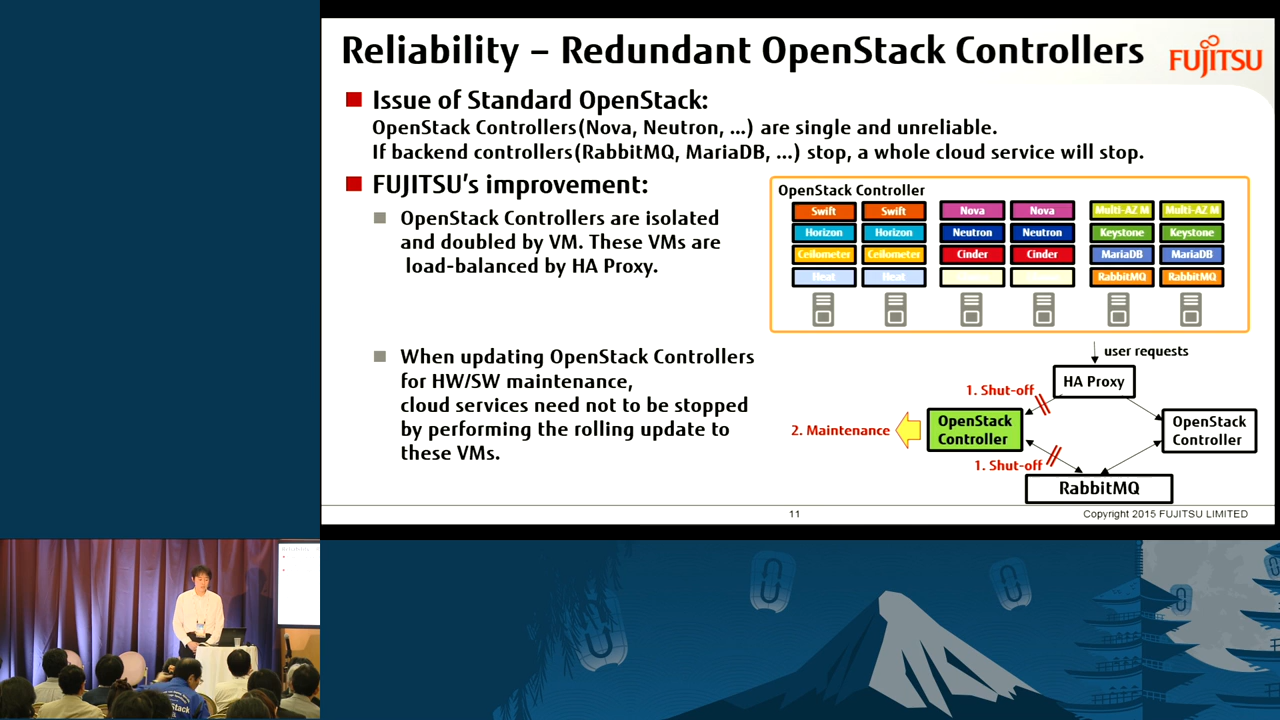 Reliability – Redundant OpenStack Controllers
FUJITSU
Issue of Standard OpenStack:
OpenStack Controllers(Nova, Neutron, ...) are single and unreliable.
If backend controllers(RabbitMQ, MariaDB, ...) stop, a whole cloud service will stop.
FUJITSU's improvement:
OpenStack Controllers are isolated
and doubled by VM. These VMs are
load-balanced by HA Proxy.
When updating OpenStack Controllers
for HW/SW maintenance,
cloud services need not to be stopped
by performing the rolling update to
these VMs.
OpenStack Controller
Swift Swift Nova Nova Multi-AZ M Multi-AZ M
Horizon Horizon Neutron Neutron Keystone Keystone
Ceilometer Ceilometer Cinder Cinder MariaDB MariaDB
Heat Heat RabbitMQ RabbitMQ
user requests
HA Proxy
1. Shut-off
2. Maintenance
OpenStack
Controller
OpenStack
Controller
1. Shut-off
RabbitMQ
11
Copyright 2015 FUJITSU LIMITED